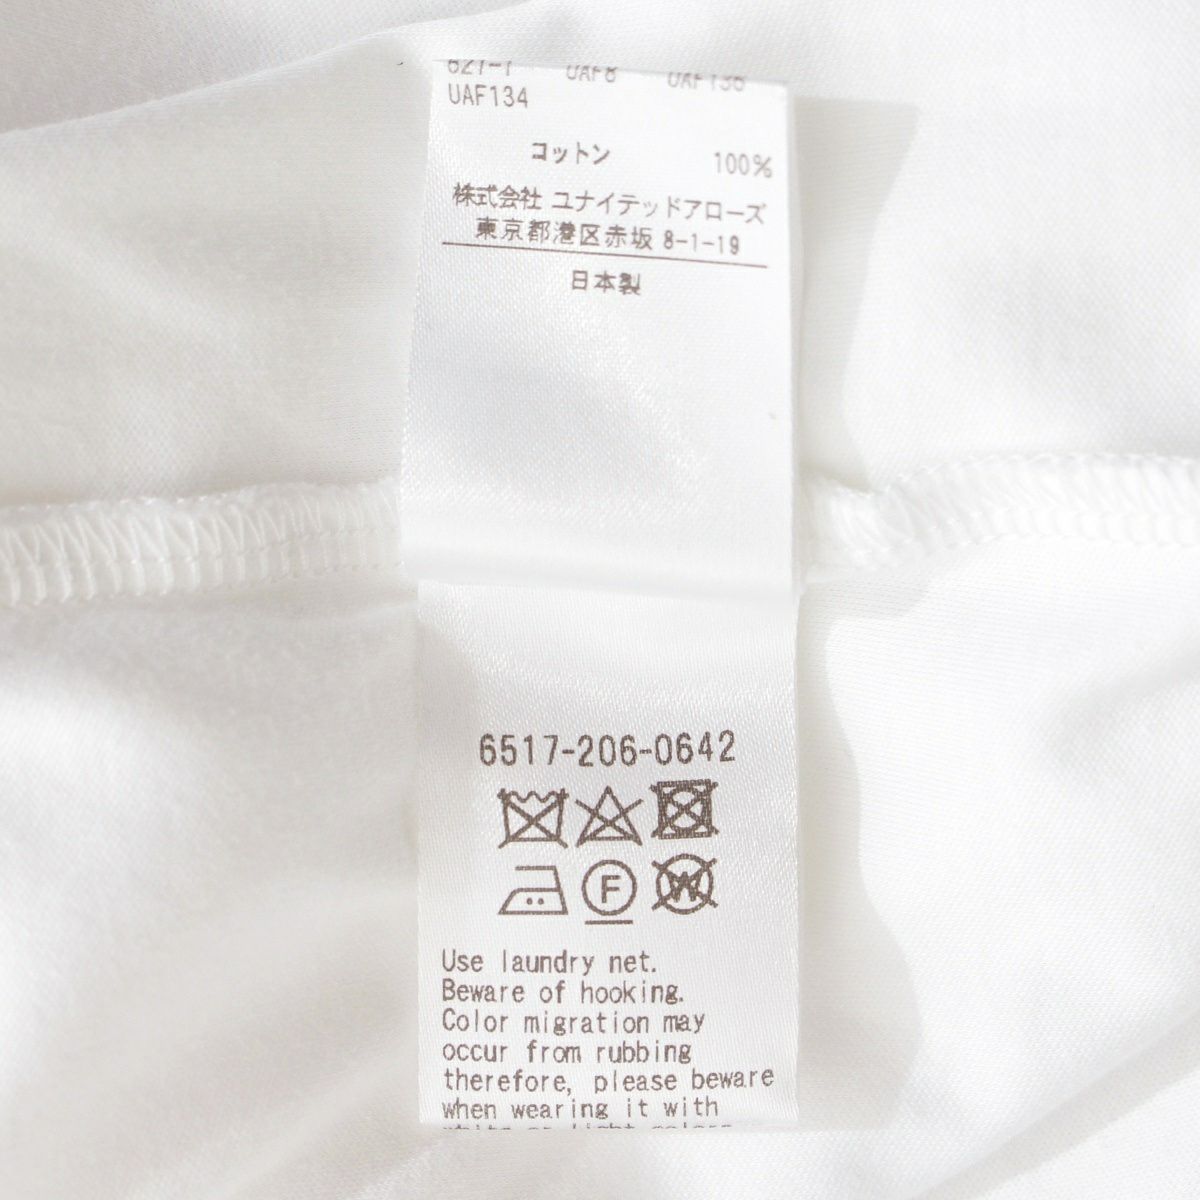 UAF134
コットン 100%
株式会社 ユナイテッドアローズ
東京都港区赤坂 8-1-19
日本製
6517-206-0642
F
W
Use laundry net.
Beware of hooking.
Color migration may
occur from rubbing
therefore, please beware
when wearing it with